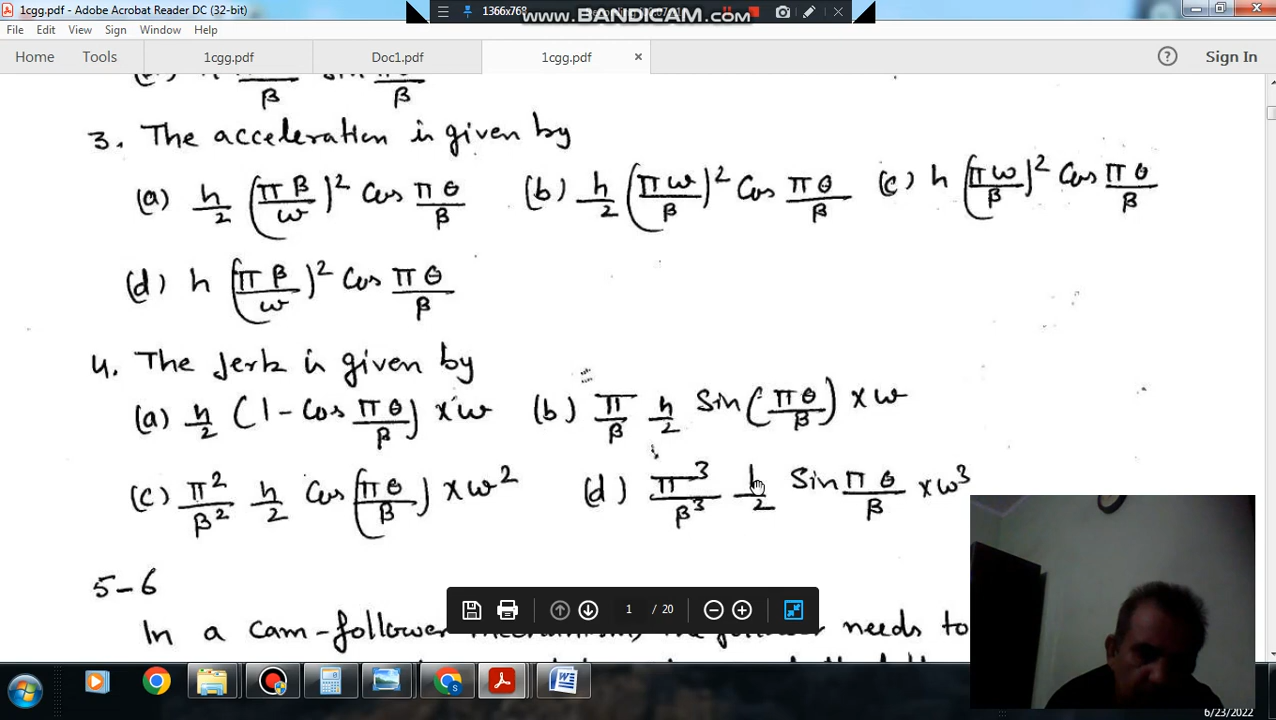 1cgg.pdf - Adobe Acrobat Reader DC (32-bit)
1366x768
www.BANDICAM.com
File Edit View Sign Window Help
Home Tools 1cgg.pdf Doc1.pdf 1cgg.pdf × ? Sign In
β β
3. The acceleration is given by
(a) h/2 (πβ/ω)² Cos πθ/β (b) h/2 (πω/β)² Cos πθ/β (c) h (πω/β)² Cos πθ/β
(d) h (πβ/ω)² Cos πθ/β
4. The Jerk is given by
(a) h/2 (1 - Cos πθ/β) × ω (b) π/β h/2 Sin (πθ/β) × ω
(c) π²/β² h/2 Cos (πθ/β) × ω² (d) π³/β³ h/2 Sin πθ/β × ω³
5-6
In a cam-follower needs to
1 / 20
6/23/2022